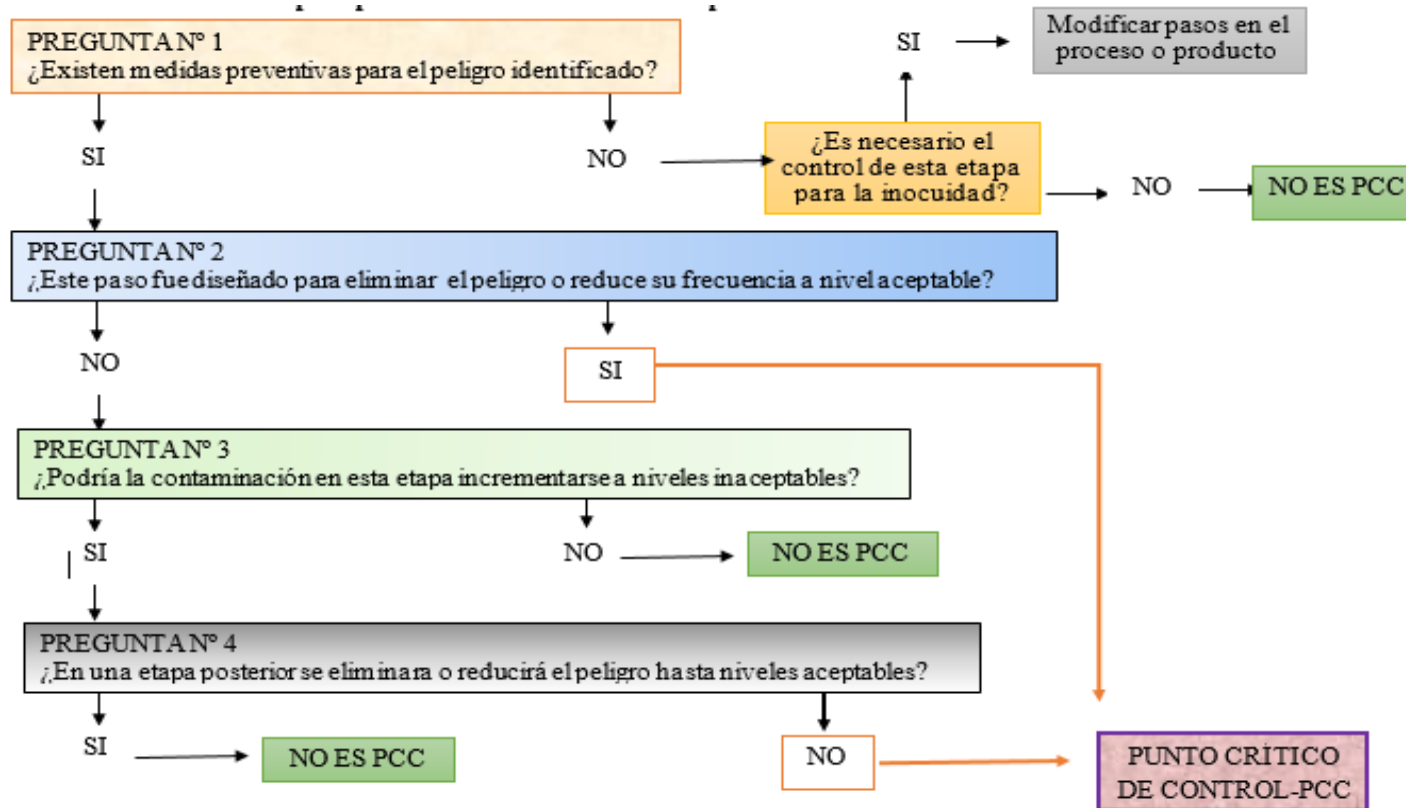 PREGUNTA Nº 1
¿Existen medidas preventivas para el peligro identificado?
SI
Modificar pasos en el
proceso o producto
SI
NO
¿Es necesario el
control de esta etapa
para la inocuidad?
NO
NO ES PCC
PREGUNTA Nº 2
¿Este paso fue diseñado para eliminar el peligro o reduce su frecuencia a nivel aceptable?
NO
SI
PREGUNTA Nº 3
¿Podría la contaminación en esta etapa incrementarse a niveles inaceptables?
SI
NO
NO ES PCC
PREGUNTA Nº 4
¿En una etapa posterior se eliminara o reducirá el peligro hasta niveles aceptables?
SI
NO ES PCC
NO
PUNTO CRÍTICO
DE CONTROL-PCC